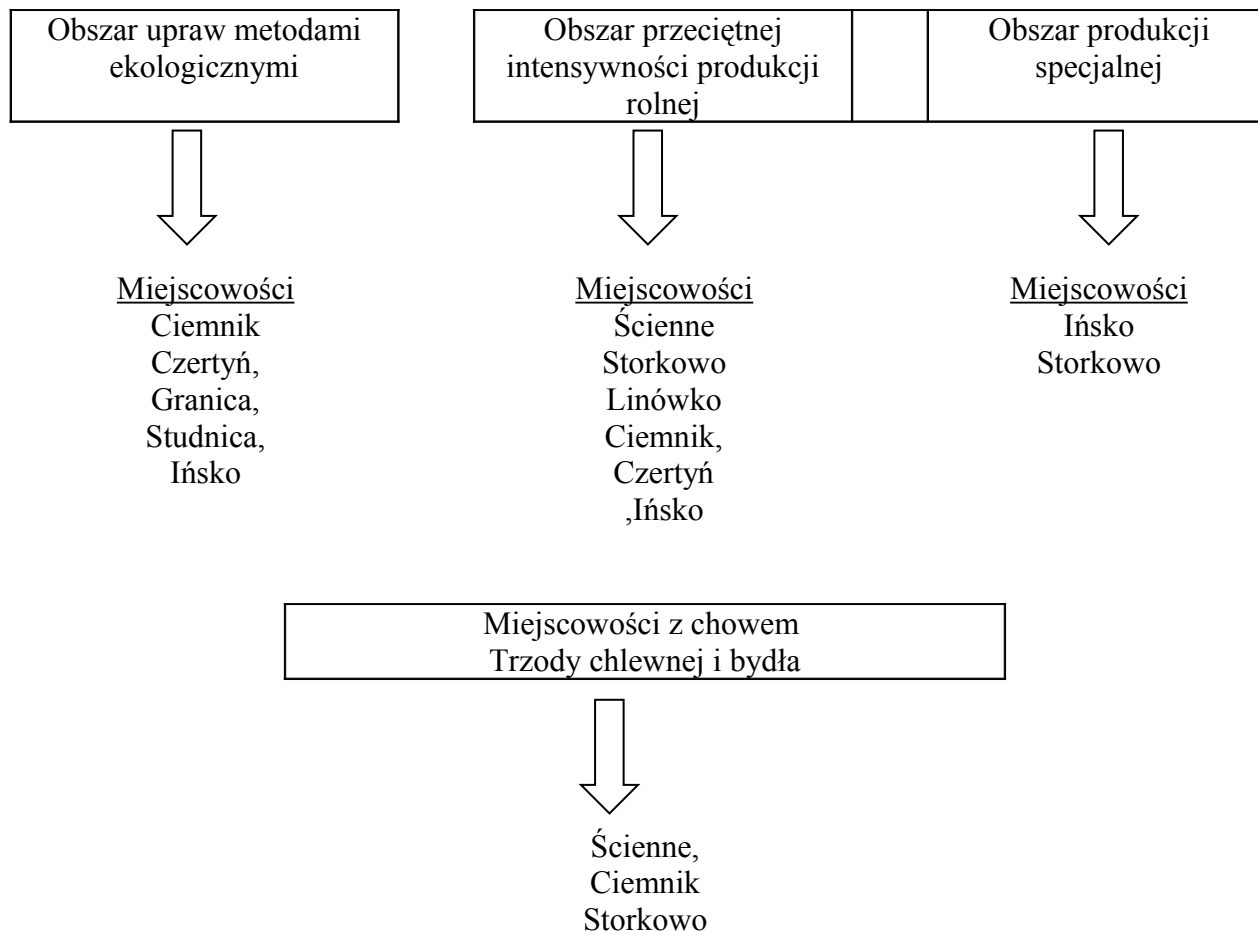 Obszar upraw metodami
ekologicznymi
Obszar przeciętnej
intensywności produkcji
rolnej
Obszar produkcji
specjalnej
Miejscowości
Ciemnik
Czertyń,
Granica,
Studnica,
Ińsko
Miejscowości
Ścienne
Storkowo
Linówko
Ciemnik,
Czertyń
,Ińsko
Miejscowości
Ińsko
Storkowo
Miejscowości z chowem
Trzody chlewnej i bydła
Ścienne,
Ciemnik
Storkowo